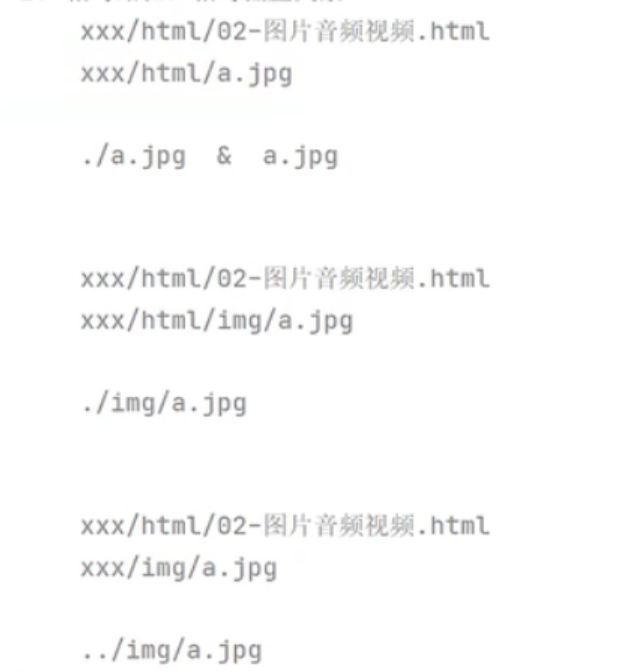 xxx/html/02-图片音频视频.html
xxx/html/a.jpg
./a.jpg & a.jpg
xxx/html/02-图片音频视频.html
xxx/html/img/a.jpg
./img/a.jpg
xxx/html/02-图片音频视频.html
xxx/img/a.jpg
../img/a.jpg